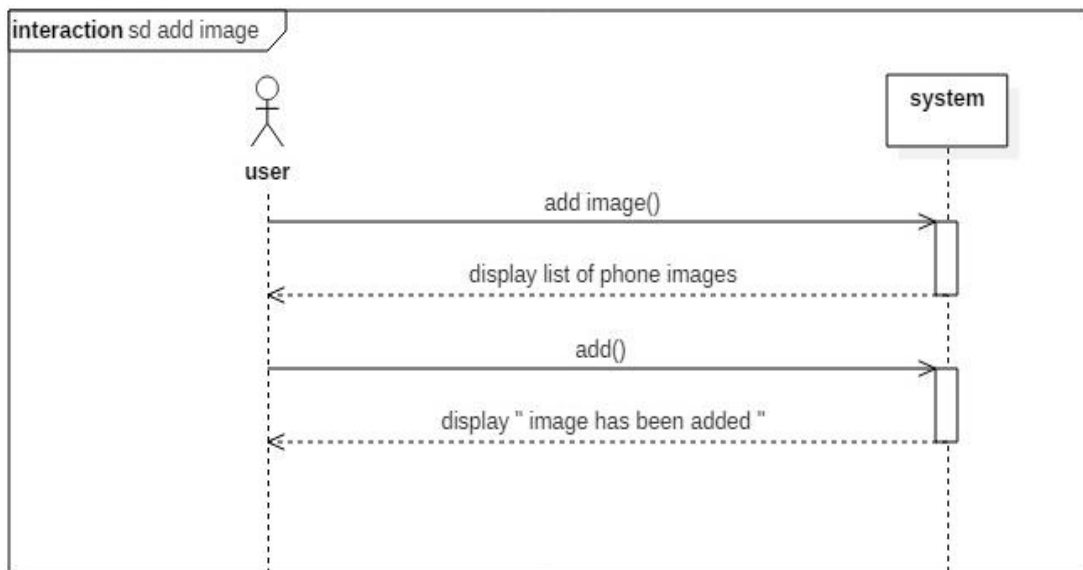 interaction sd add image
user
system
add image()
display list of phone images
add()
display " image has been added "